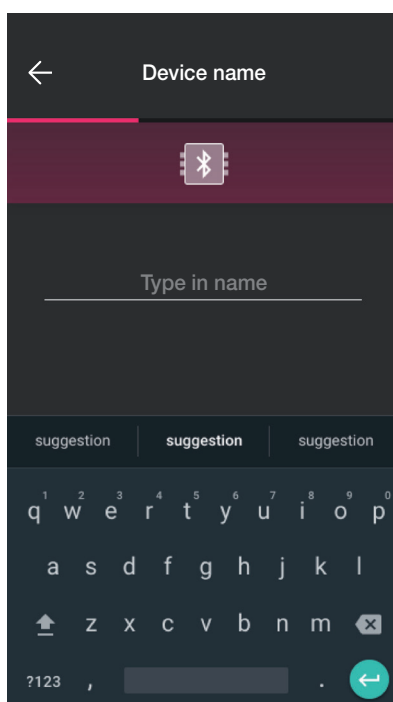 Device name
Type in name
suggestion suggestion suggestion
1 2 3 4 5 6 7 8 9 0
q w e r t y u i o p
a s d f g h j k l
z x c v b n m
?123 , .